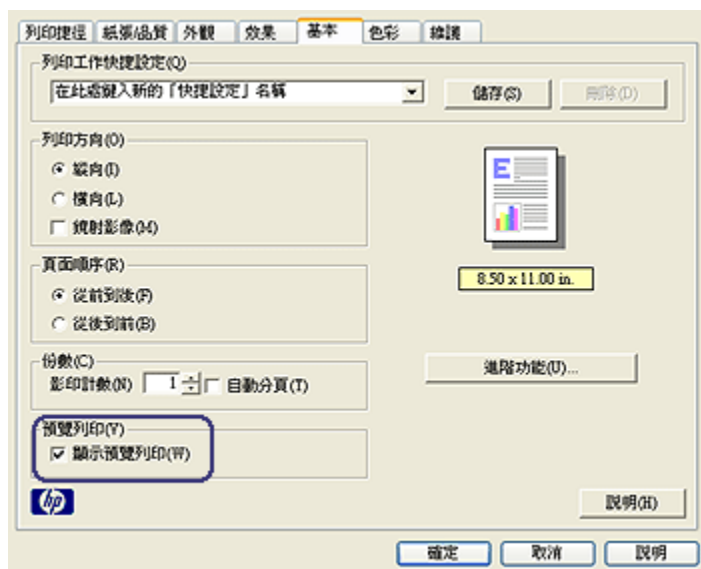 列印捷徑 紙張/品質 外觀 效果 基本 色彩 維護
列印工作快捷設定(Q)
在此處鍵入新的「快捷設定」名稱 儲存(S) 刪除(D)
列印方向(O)
縱向(I)
橫向(L)
鏡射影像(M)
E
8.50 x 11.00 in.
頁面順序(R)
從前到後(F)
從後到前(B)
份數(C)
影印計數(N) 1 自動分頁(T)
進階功能(U)...
預覽列印(Y)
顯示預覽列印(W)
hp
說明(H)
確定 取消 說明